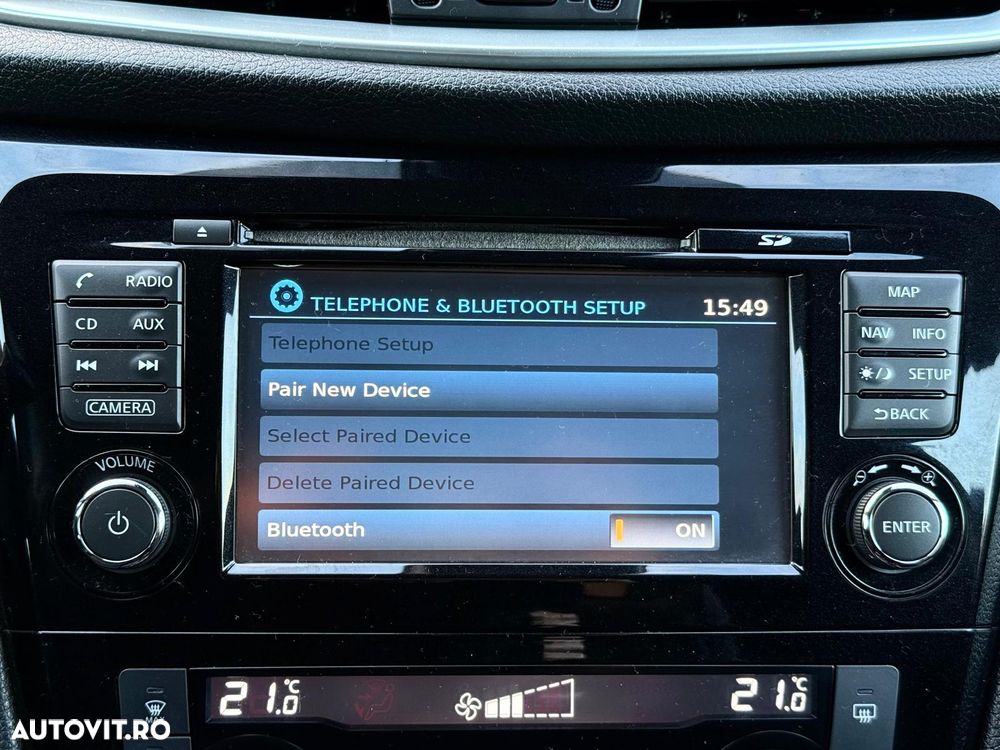 SD
RADIO
CD AUX
CAMERA
VOLUME
TELEPHONE & BLUETOOTH SETUP 15:49
Telephone Setup
Pair New Device
Select Paired Device
Delete Paired Device
Bluetooth ON
MAP
NAV INFO
SETUP
BACK
ENTER
21.0°C
21.0°C
AUTOVIT.RO